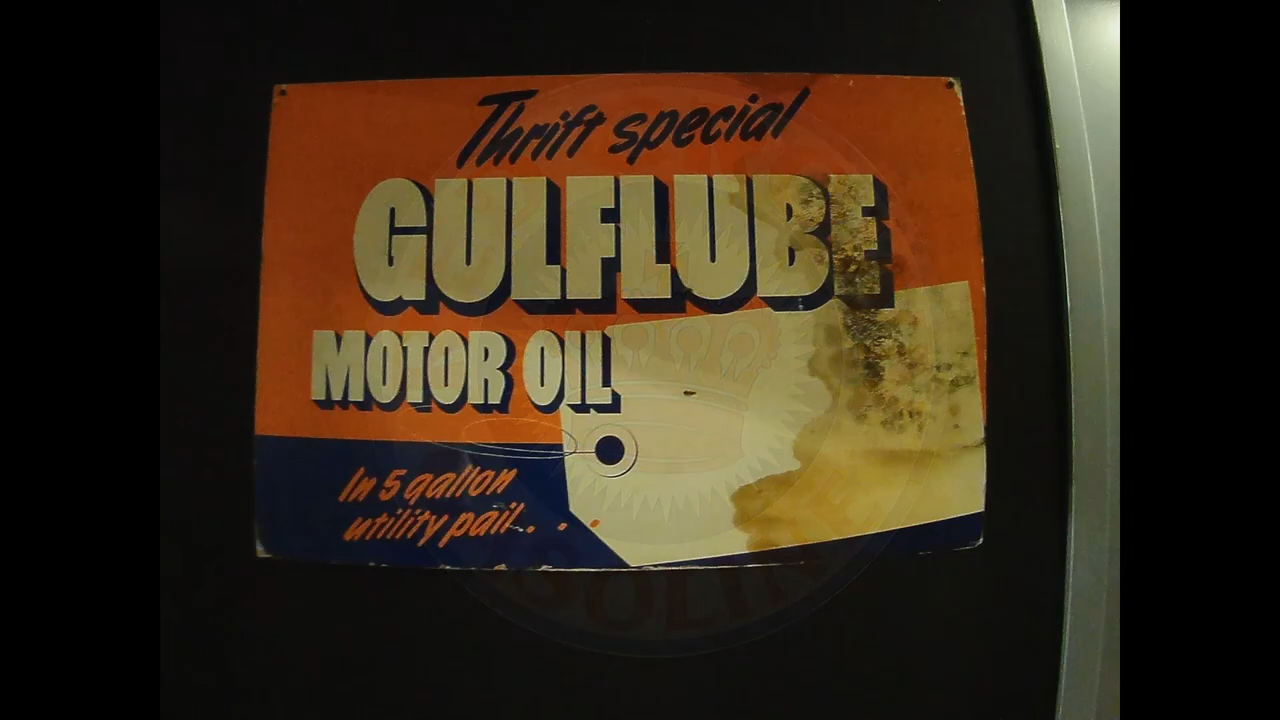 Thrift special
GULFLUBE
MOTOR OIL
In 5 gallon
utility pail....